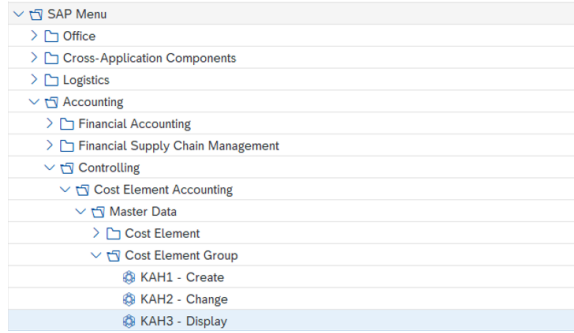 SAP Menu
Office
Cross-Application Components
Logistics
Accounting
Financial Accounting
Financial Supply Chain Management
Controlling
Cost Element Accounting
Master Data
Cost Element
Cost Element Group
KAH1 - Create
KAH2 - Change
KAH3 - Display